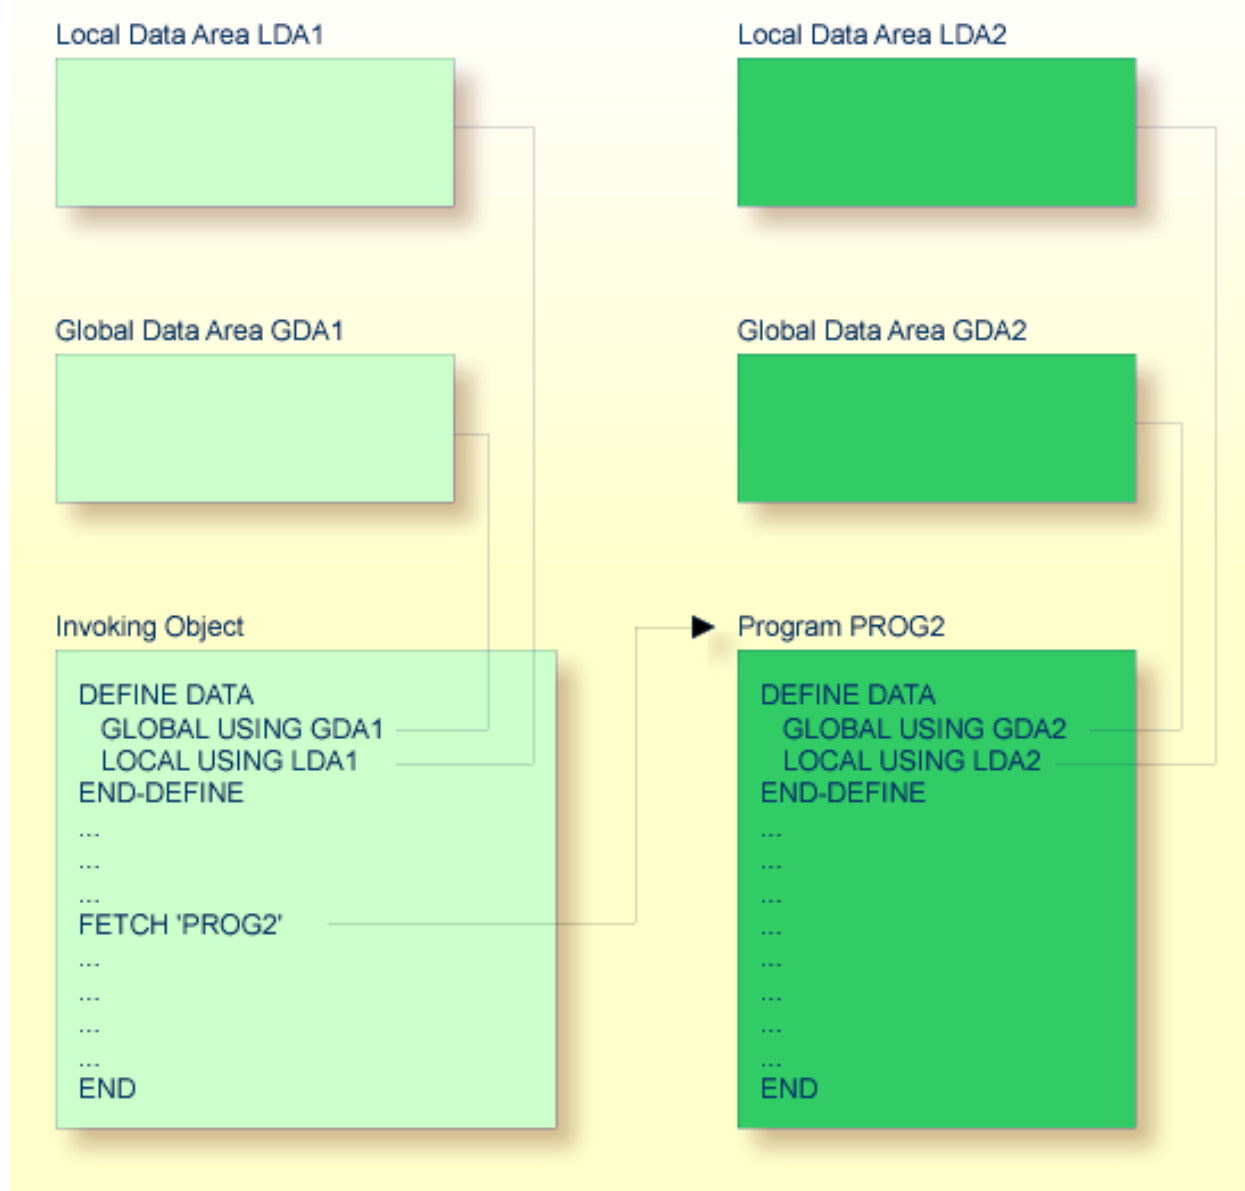 Local Data Area LDA1
Local Data Area LDA2
Global Data Area GDA1
Global Data Area GDA2
Invoking Object
DEFINE DATA
GLOBAL USING GDA1
LOCAL USING LDA1
END-DEFINE
...
...
...
FETCH 'PROG2'
...
...
...
...
END
Program PROG2
DEFINE DATA
GLOBAL USING GDA2
LOCAL USING LDA2
END-DEFINE
...
...
...
...
...
...
...
...
END